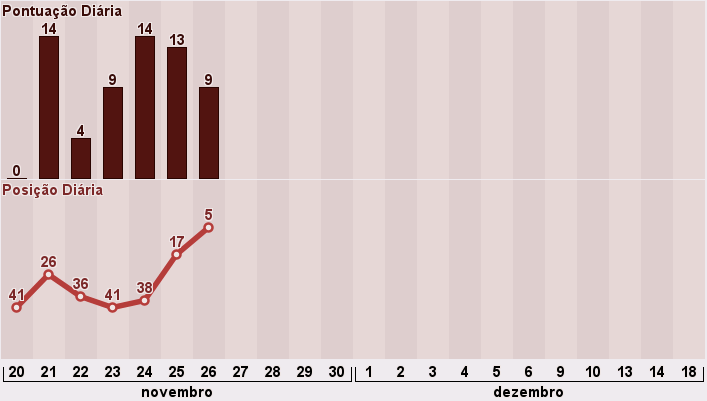 Pontuação Diária
0 14 4 9 14 13 9
Posição Diária
41 26 36 41 38 17 5
20 21 22 23 24 25 26 27 28 29 30 1 2 3 4 5 6 9 10 13 14 18
novembro dezembro